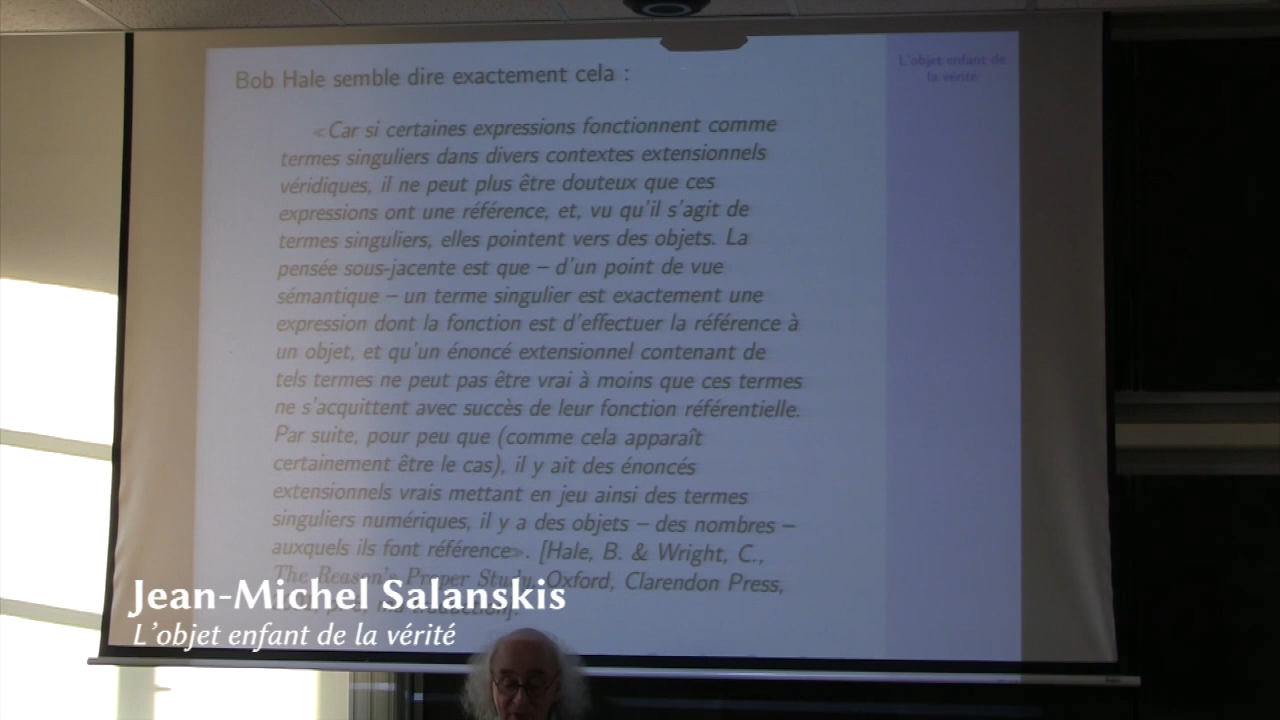 Bob Hale semble dire exactement cela :
« Car si certaines expressions fonctionnent comme
termes singuliers dans divers contextes extensionnels
véridiques, il ne peut plus être douteux que ces
expressions ont une référence, et, vu qu'il s'agit de
termes singuliers, elles pointent vers des objets. La
pensée sous-jacente est que – d'un point de vue
sémantique – un terme singulier est exactement une
expression dont la fonction est d'effectuer la référence à
un objet, et qu'un énoncé extensionnel contenant de
tels termes ne peut pas être vrai à moins que ces termes
ne s'acquittent avec succès de leur fonction référentielle.
Par suite, pour peu que (comme cela apparaît
certainement être le cas), il y ait des énoncés
extensionnels vrais mettant en jeu ainsi des termes
singuliers numériques, il y a des objets – des nombres –
auxquels ils font référence». [Hale, B. & Wright, C.,
The Reason's Proper Study, Oxford, Clarendon Press,
L'objet enfant de
la vérité
Jean-Michel Salanskis
L'objet enfant de la vérité